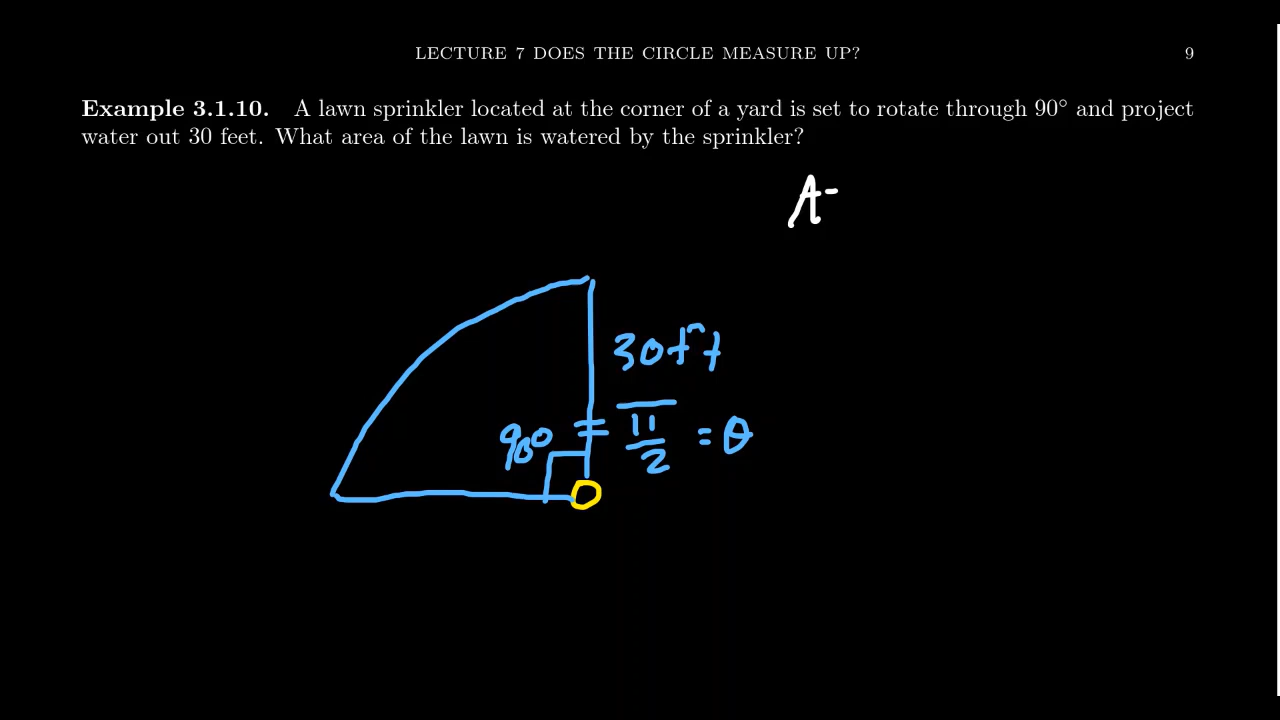 LECTURE 7 DOES THE CIRCLE MEASURE UP?
9
Example 3.1.10. A lawn sprinkler located at the corner of a yard is set to rotate through 90° and project
water out 30 feet. What area of the lawn is watered by the sprinkler?
A=
30 ft
90° = π/2 = θ